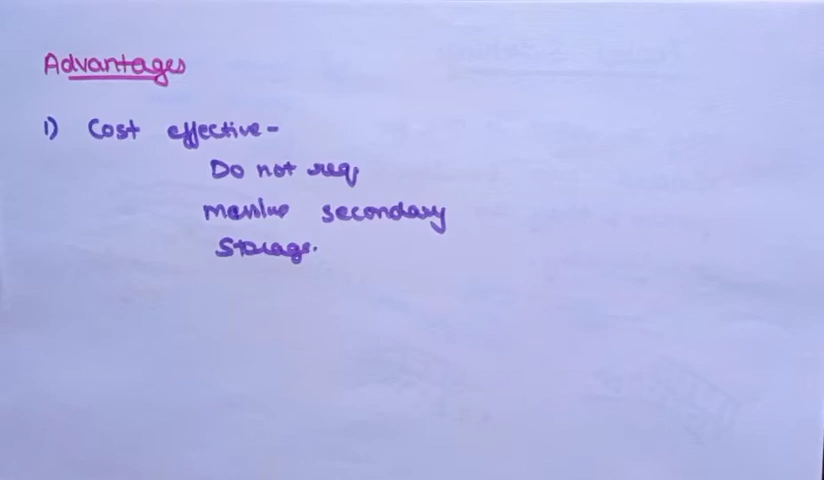 Advantages
1) Cost effective-
Do not req.
massive secondary
storage.